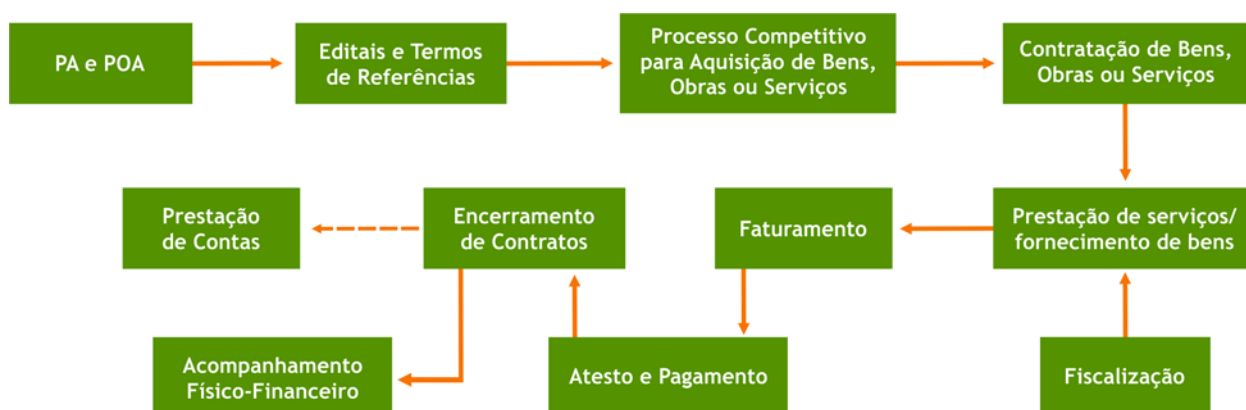 PA e POA
Editais e Termos
de Referências
Processo Competitivo
para Aquisição de Bens,
Obras ou Serviços
Contratação de Bens,
Obras ou Serviços
Prestação
de Contas
Encerramento
de Contratos
Faturamento
Prestação de serviços/
fornecimento de bens
Acompanhamento
Físico-Financeiro
Atesto e Pagamento
Fiscalização